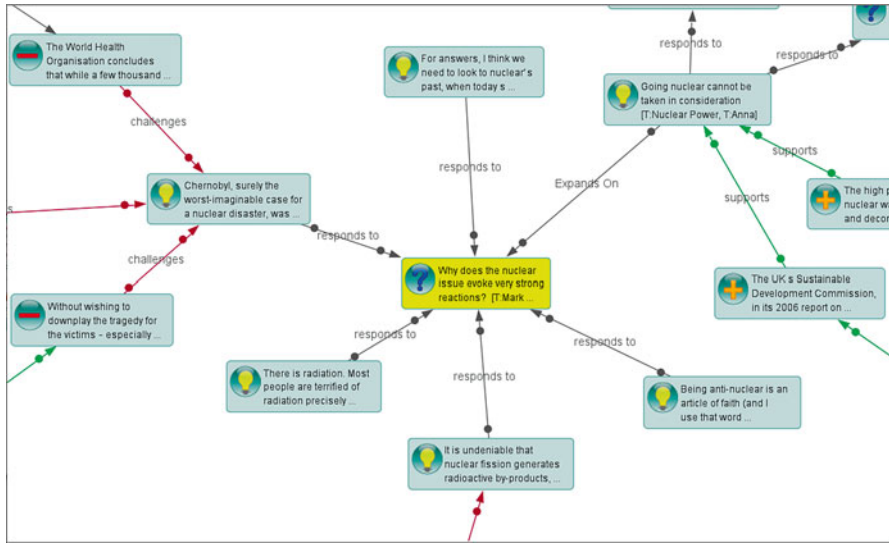 responds to
The World Health
Organisation concludes
that while a few thousand ...
For answers, I think we
need to look to nuclear's
past, when today s ...
responds to
Going nuclear cannot be
taken in consideration
[T:Nuclear Power, T:Anna]
challenges
responds to
supports
Chernobyl, surely the
worst-imaginable case for
a nuclear disaster, was ...
Expands On
The high p
nuclear wa
and decor
supports
responds to
challenges
Why does the nuclear
issue evoke very strong
reactions? [T:Mark ...
The UK s Sustainable
Development Commission,
in its 2006 report on ...
Without wishing to
downplay the tragedy for
the victims – especially ...
responds to
responds to
There is radiation. Most
people are terrified of
radiation precisely ...
responds to
Being anti-nuclear is an
article of faith (and I
use that word ...
It is undeniable that
nuclear fission generates
radioactive by-products, ...